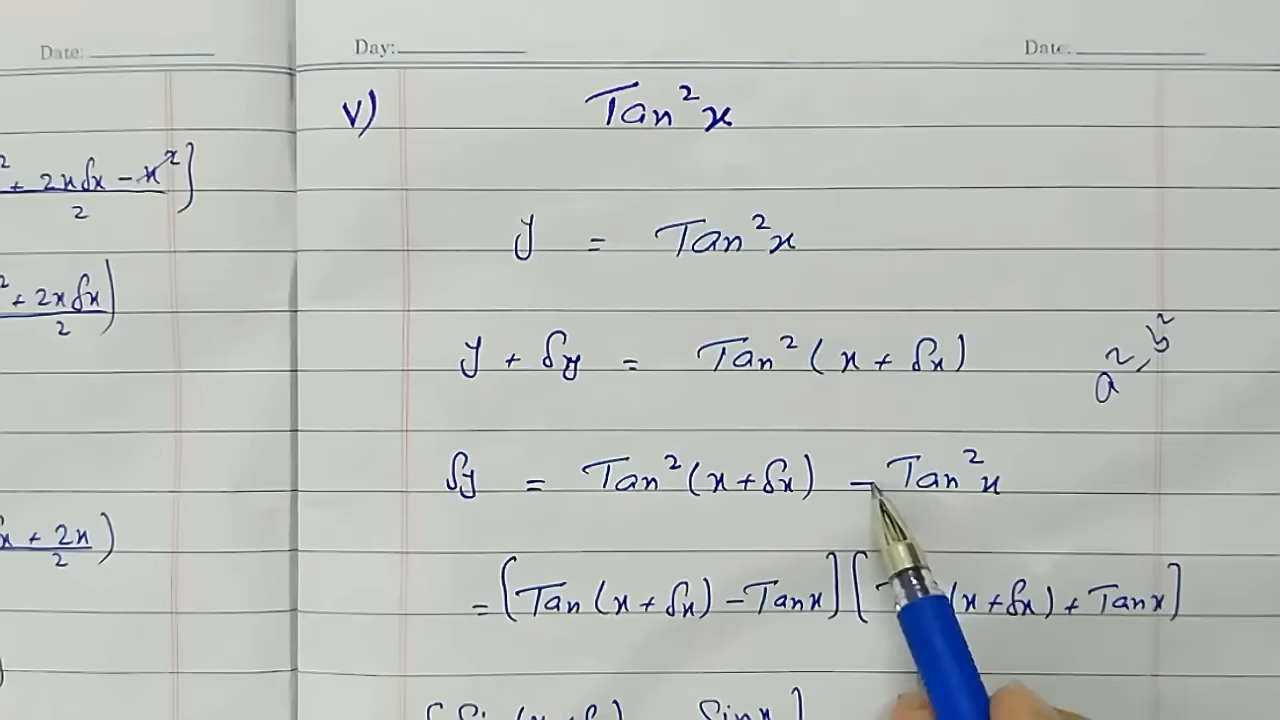 Date:
+ 2xδx - x²]
2
+ 2xδx)
2
x + 2x)
2
Day: Date:
v) Tan²x
y = Tan²x
y + δy = Tan²(x + δx) a², b²
δy = Tan²(x+δx) - Tan²x
= [Tan(x + δx) - Tanx] [ (x+δx) + Tanx]